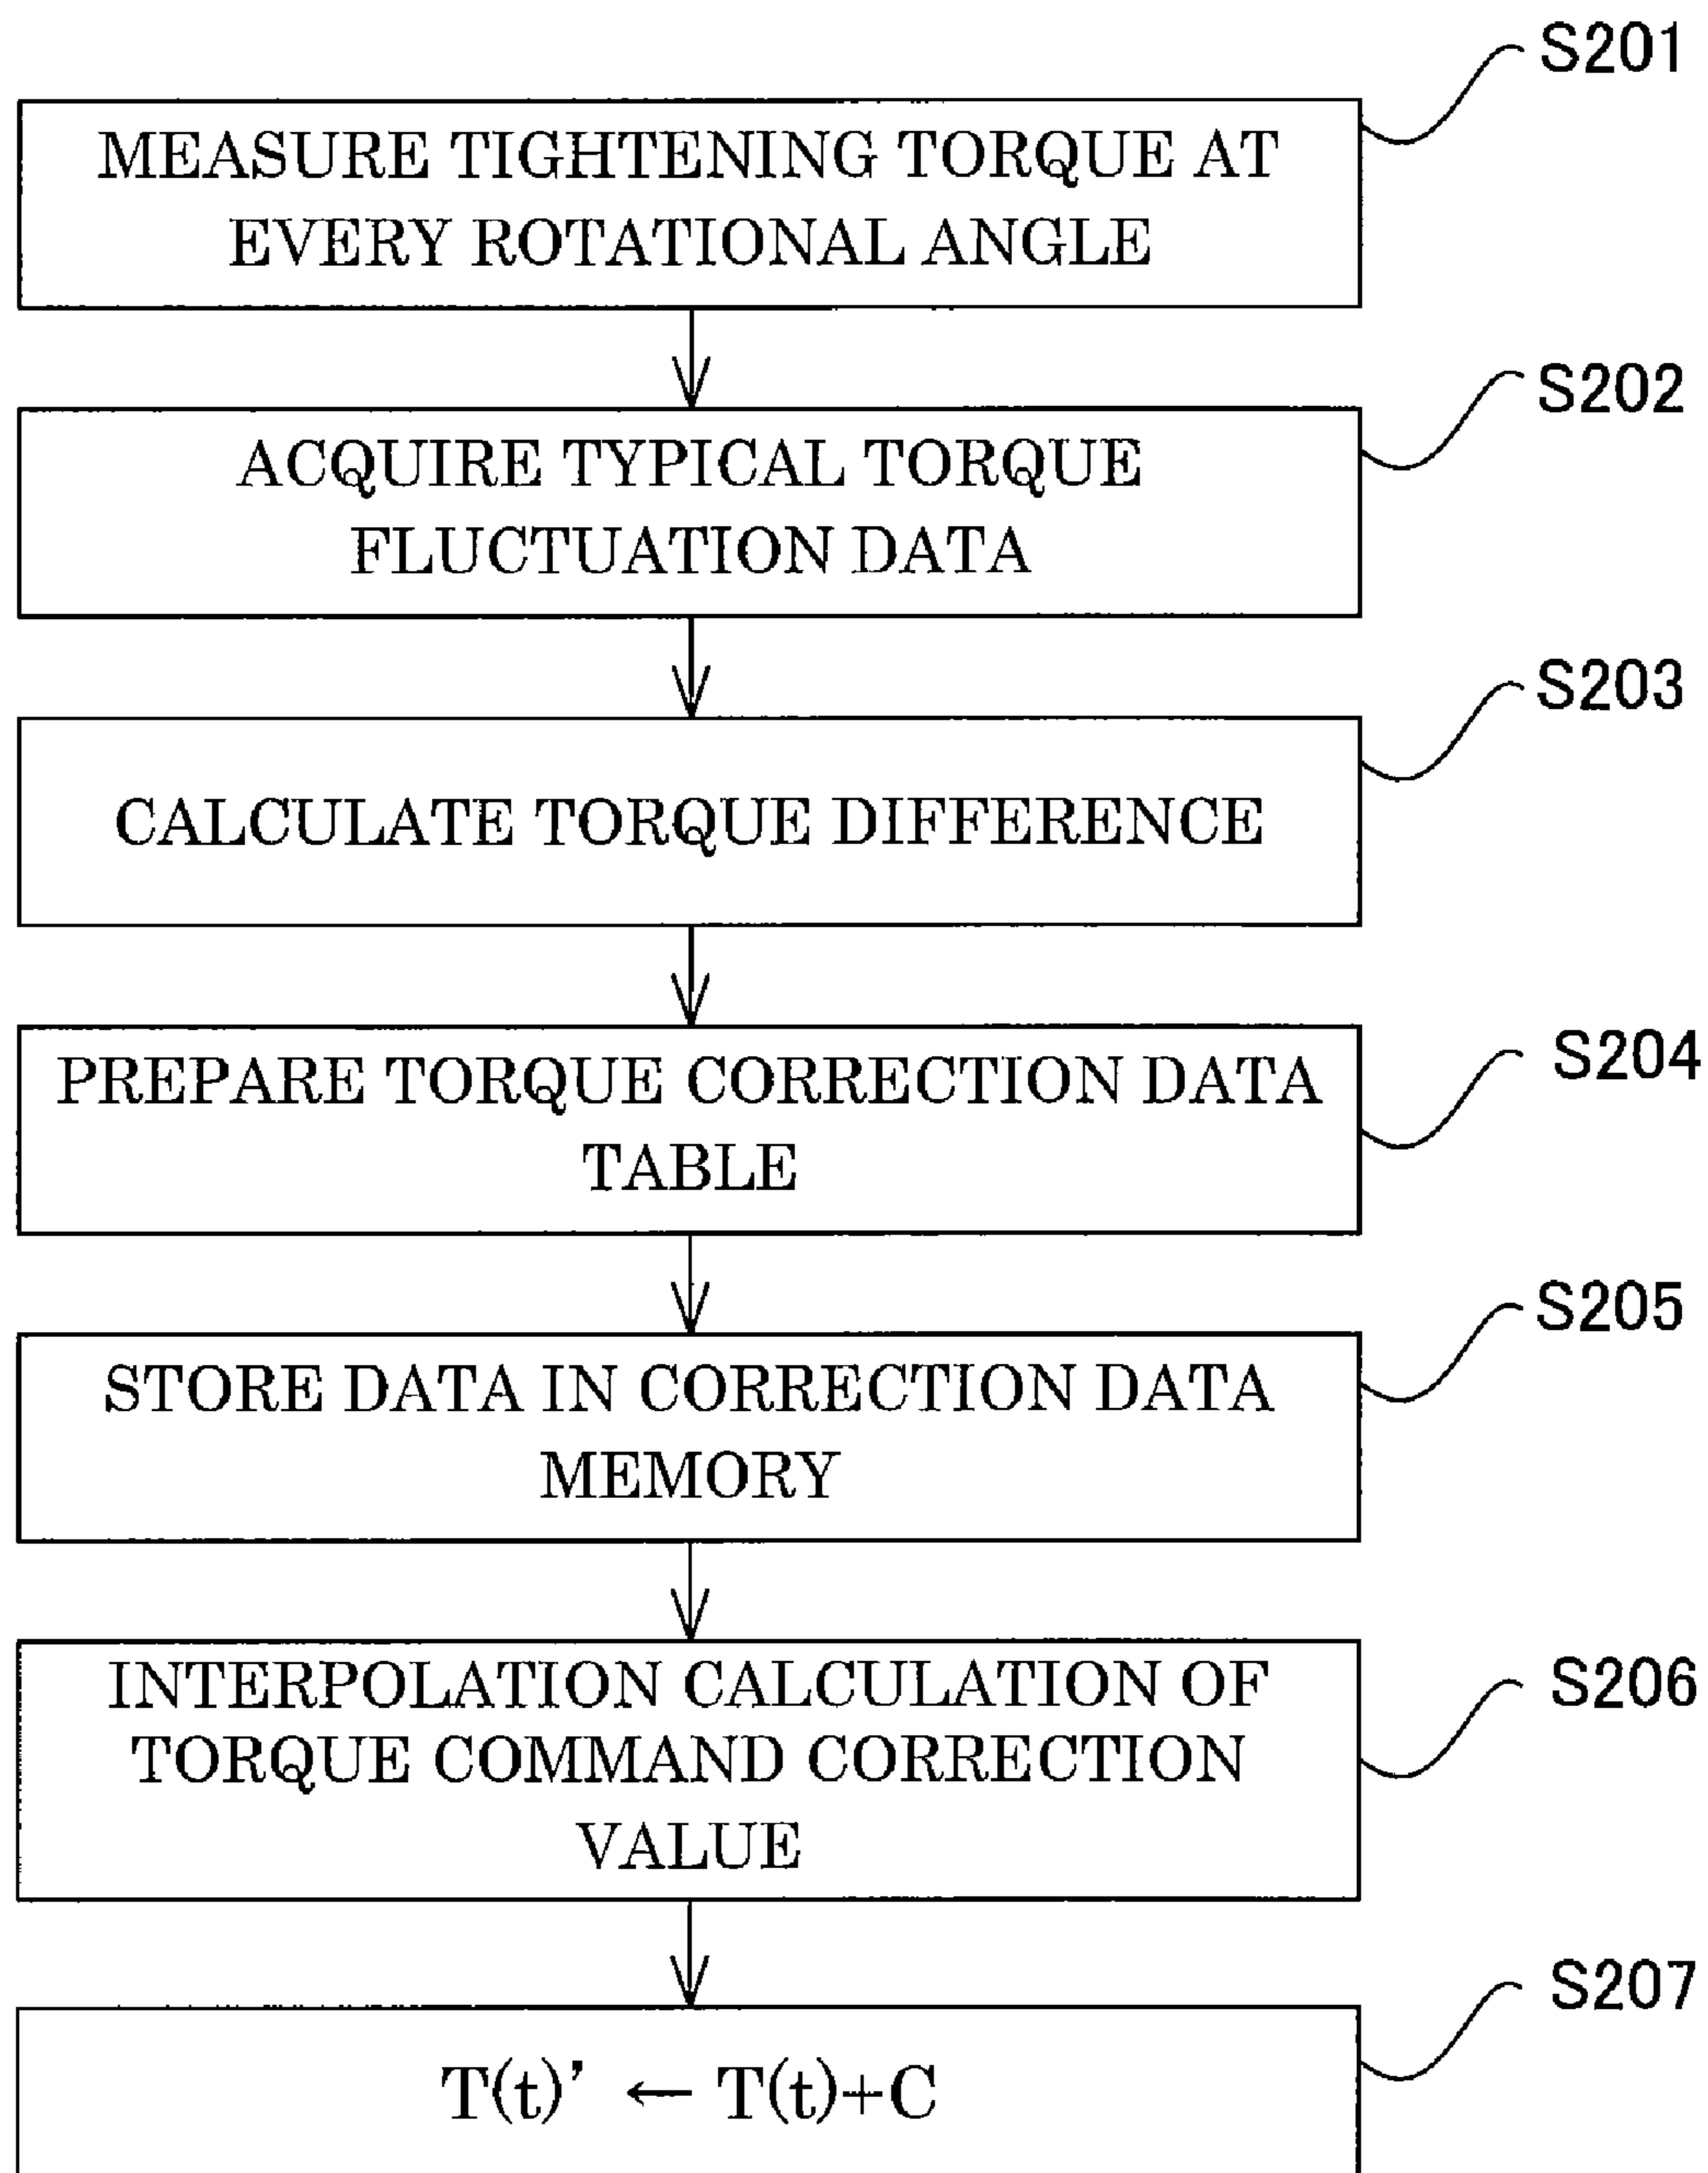 S201
MEASURE TIGHTENING TORQUE AT
EVERY ROTATIONAL ANGLE
S202
ACQUIRE TYPICAL TORQUE
FLUCTUATION DATA
S203
CALCULATE TORQUE DIFFERENCE
S204
PREPARE TORQUE CORRECTION DATA
TABLE
S205
STORE DATA IN CORRECTION DATA
MEMORY
S206
INTERPOLATION CALCULATION OF
TORQUE COMMAND CORRECTION
VALUE
S207
T(t)' ← T(t)+C